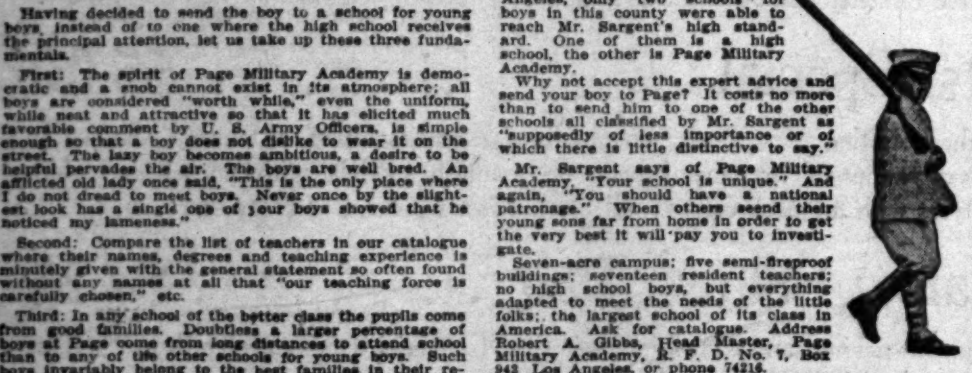 Having decided to send the boy to a school for young
boys, instead of to one where the high school receives
the principal attention, let us take up these three funda-
mentals.
First: The spirit of Page Military Academy is demo-
cratic and a snob cannot exist in its atmosphere; all
boys are considered "worth while," even the uniform,
while neat and attractive so that it has elicited much
favorable comment by U. S. Army Officers, is simple
enough so that a boy does not dislike to wear it on the
street. The lazy boy becomes ambitious, a desire to be
helpful pervades the air. The boys are well bred. An
afflicted old lady once said, "This is the only place where
I do not dread to meet boys. Never once by the slight-
est look has a single one of your boys showed that he
noticed my lameness."
Second: Compare the list of teachers in our catalogue
where their names, degrees and teaching experience is
minutely given with the general statement so often found
without any names at all that "our teaching force is
carefully chosen," etc.
Third: In any school of the better class the pupils come
from good families. Doubtless a larger percentage of
boys at Page come from long distances to attend school
than to any of the other schools for young boys. Such
boys invariably belong to the best families in their re-
Angeles, only two schools for
boys in this county were able to
reach Mr. Sargent's high stand-
ard. One of them is a high
school, the other is Page Military
Academy.
Why not accept this expert advice and
send your boy to Page? It costs no more
than to send him to one of the other
schools all classified by Mr. Sargent as
"supposedly of less importance or of
which there is little distinctive to say."
Mr. Sargent says of Page Military
Academy, "Your school is unique." And
again, "You should have a national
patronage." When others seend their
young sons far from home in order to get
the very best it will pay you to investi-
gate.
Seven-acre campus; five semi-fireproof
buildings; seventeen resident teachers;
no high school boys, but everything
adapted to meet the needs of the little
folks; the largest school of its class in
America. Ask for catalogue. Address
Robert A. Gibbs, Head Master, Page
Military Academy, R. F. D. No. 7, Box
943 Los Angeles, or phone 74216.